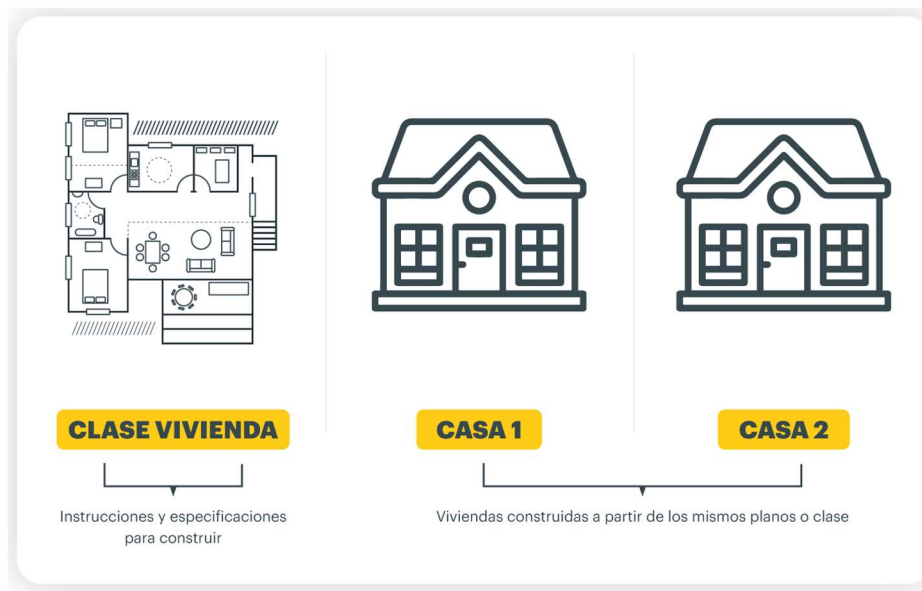 CLASE VIVIENDA
CASA 1
CASA 2
Instrucciones y especificaciones
para construir
Viviendas construidas a partir de los mismos planos o clase